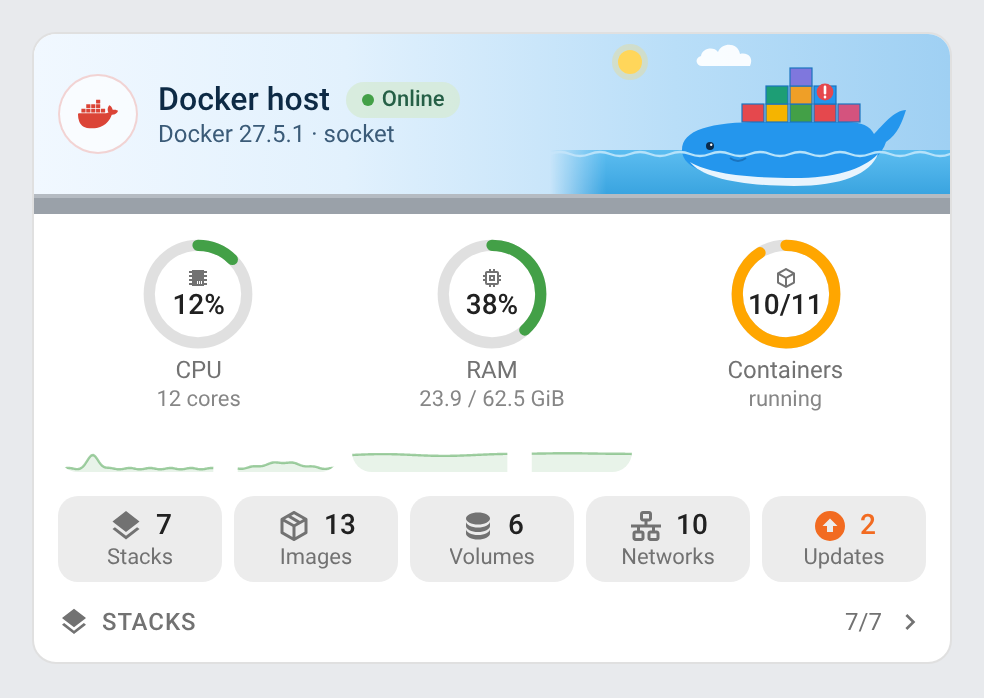 Docker host
Online
Docker 27.5.1 · socket
12%
CPU
12 cores
38%
RAM
23.9 / 62.5 GiB
10/11
Containers
running
7
Stacks
13
Images
6
Volumes
10
Networks
2
Updates
STACKS
7/7